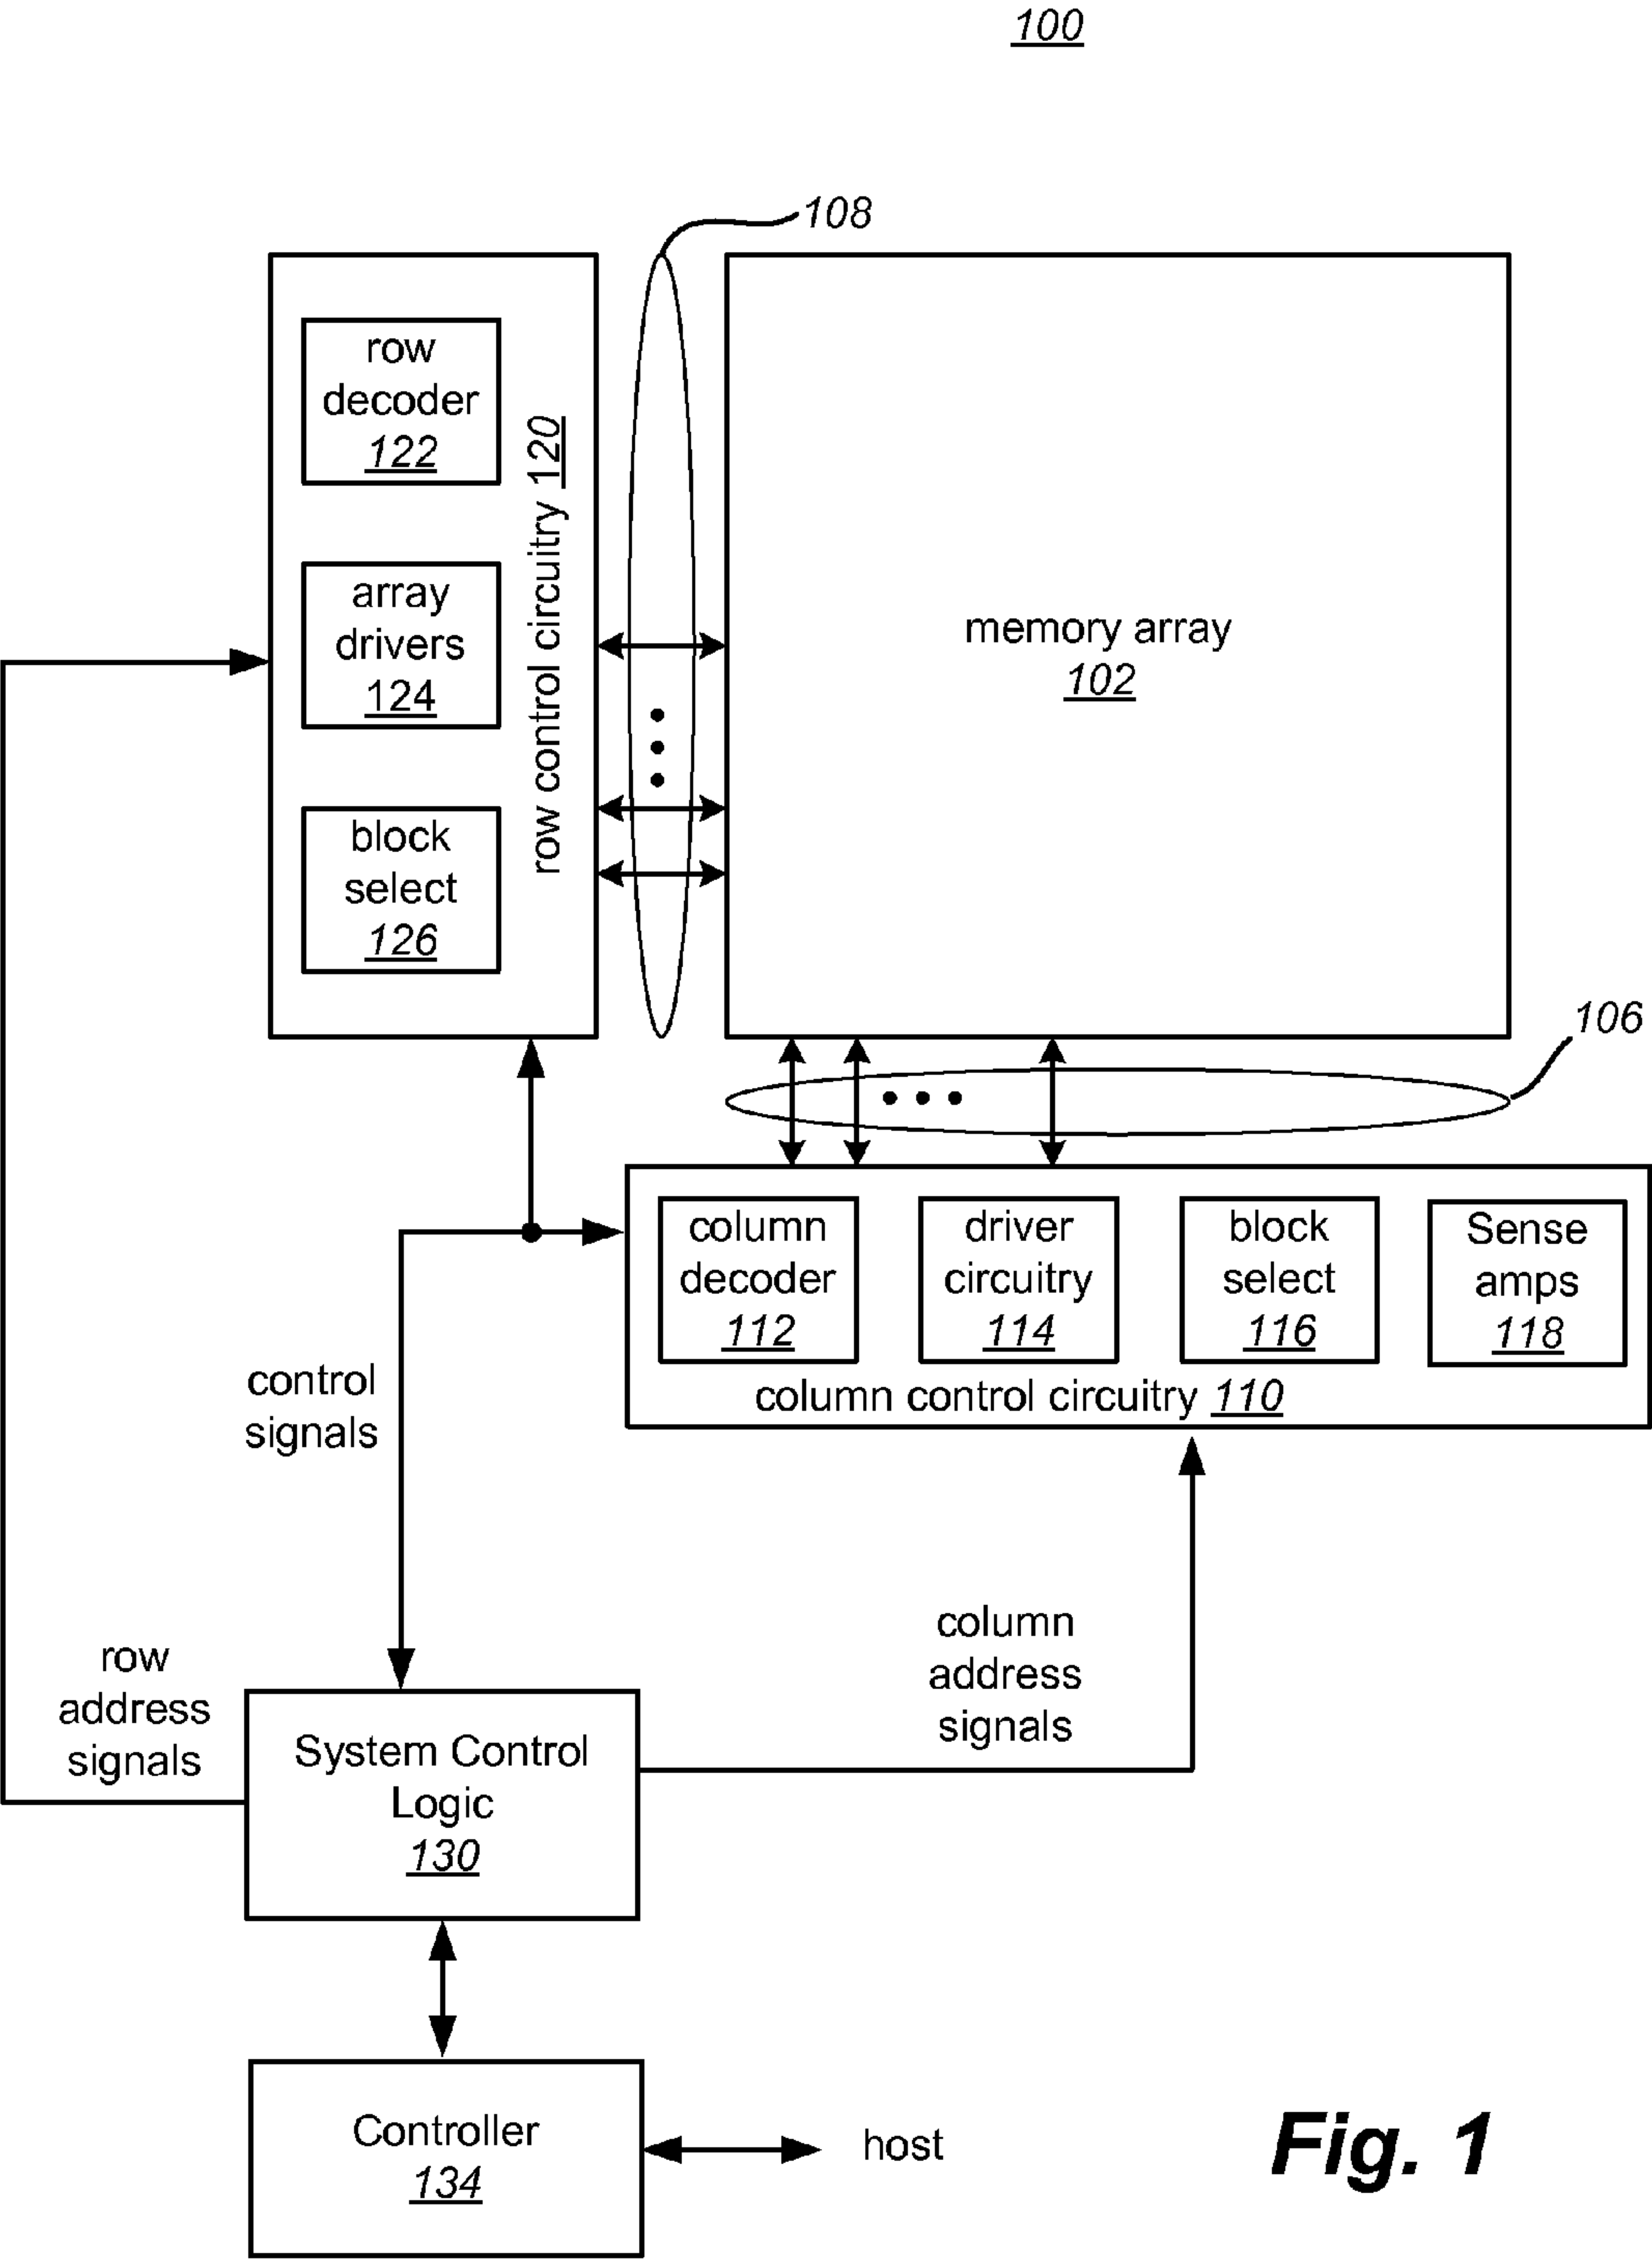 100
108
row
decoder
122
array
drivers
124
block
select
126
row control circuitry 120
memory array
102
106
column
decoder
112
driver
circuitry
114
block
select
116
Sense
amps
118
column control circuitry 110
control
signals
row
address
signals
column
address
signals
System Control
Logic
130
Controller
134
host
Fig. 1